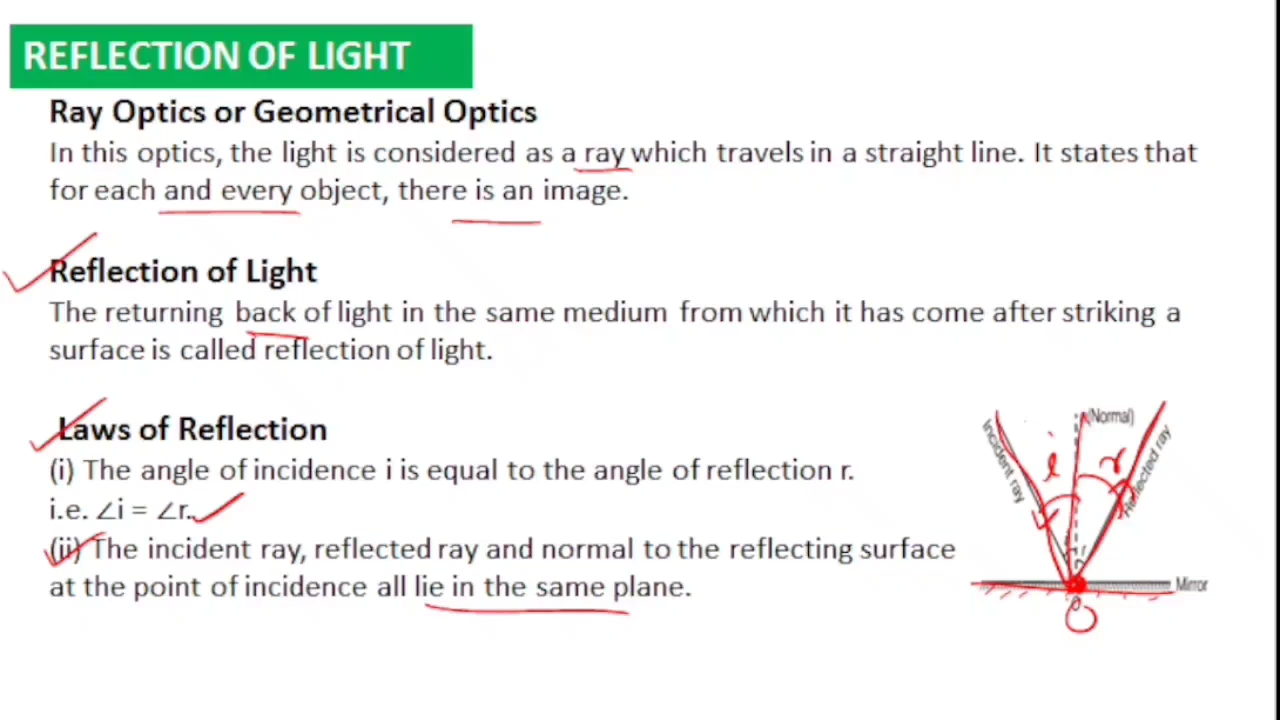 REFLECTION OF LIGHT
Ray Optics or Geometrical Optics
In this optics, the light is considered as a ray which travels in a straight line. It states that
for each and every object, there is an image.
Reflection of Light
The returning back of light in the same medium from which it has come after striking a
surface is called reflection of light.
Laws of Reflection
(i) The angle of incidence i is equal to the angle of reflection r.
i.e. ∠i = ∠r.
(ii) The incident ray, reflected ray and normal to the reflecting surface
at the point of incidence all lie in the same plane.
(Normal)
Incident ray
i
r
Reflected ray
Mirror
O